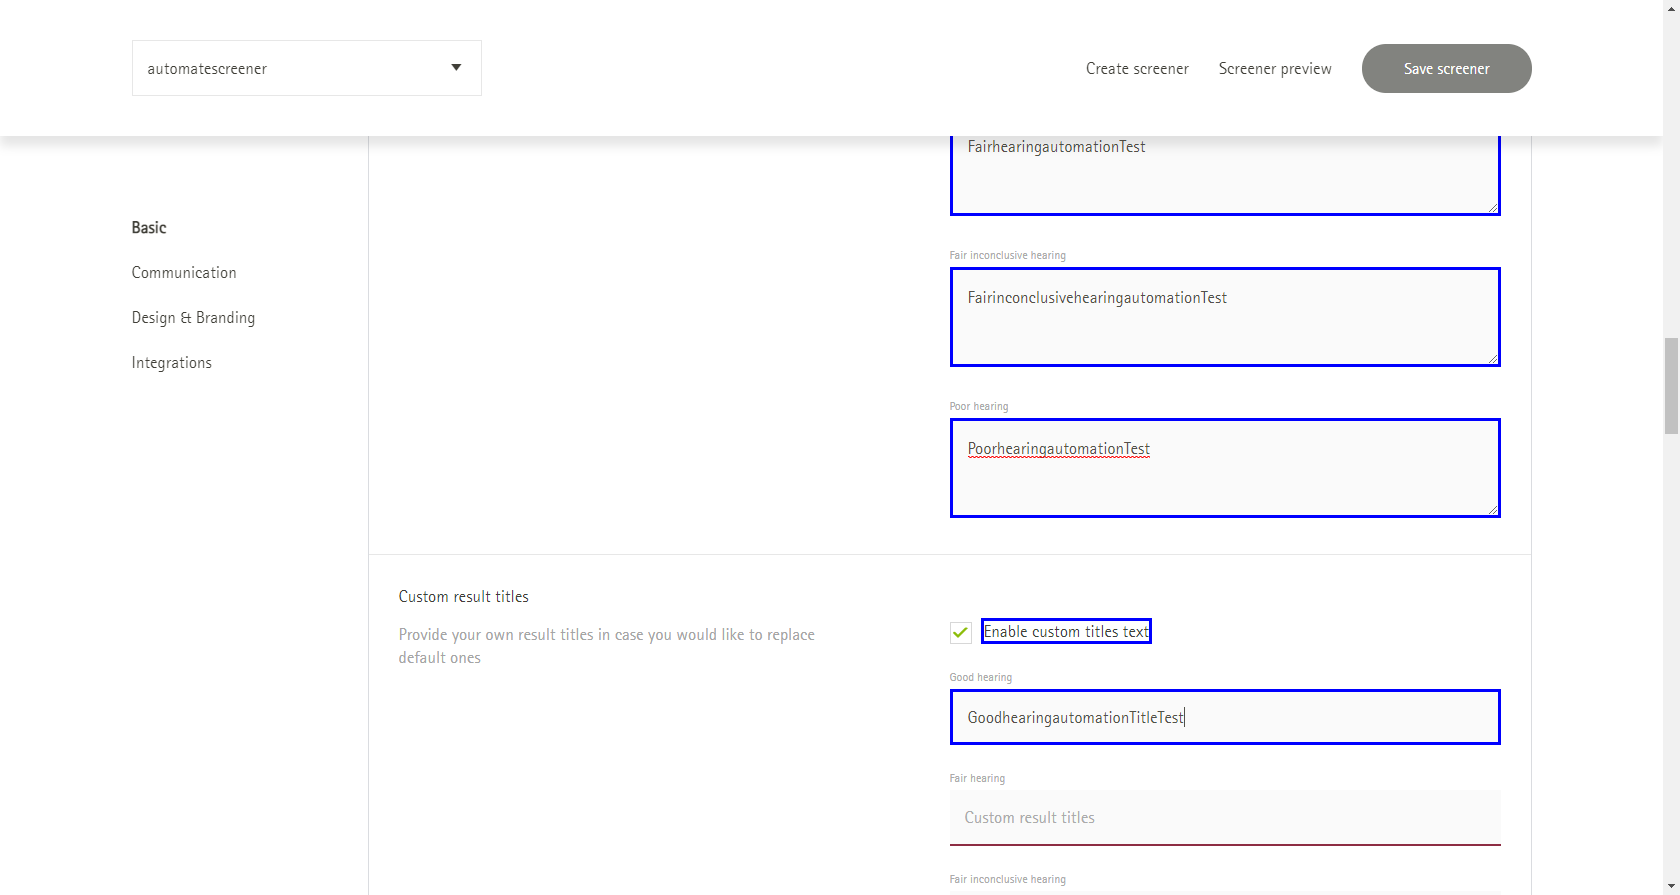 automatescreener
Create screener
Screener preview
Save screener
Basic
Communication
Design & Branding
Integrations
FairhearingautomationTest
Fair inconclusive hearing
FairinconclusivehearingautomationTest
Poor hearing
PoorhearingautomationTest
Custom result titles
Provide your own result titles in case you would like to replace
default ones
Enable custom titles text
Good hearing
GoodhearingautomationTitleTest
Fair hearing
Custom result titles
Fair inconclusive hearing